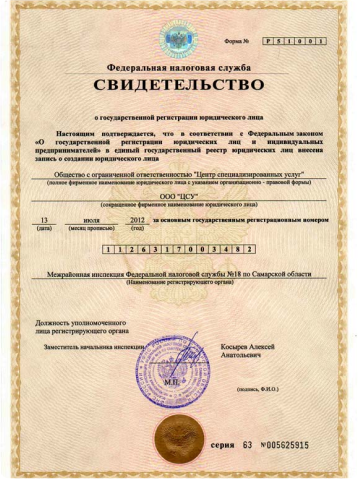 Форма № Р 5 1 0 0 1
Федеральная налоговая служба
СВИДЕТЕЛЬСТВО
о государственной регистрации юридического лица
Настоящим подтверждается, что в соответствии с Федеральным законом
«О государственной регистрации юридических лиц и индивидуальных
предпринимателей» в единый государственный реестр юридических лиц внесена
запись о создании юридического лица
Общество с ограниченной ответственностью "Центр специализированных услуг"
(полное фирменное наименование юридического лица с указанием организационно - правовой формы)
ООО "ЦСУ"
(сокращенное фирменное наименование юридического лица)
13 июля 2012 за основным государственным регистрационным номером
(дата) (месяц прописью) (год)
1 1 2 6 3 1 7 0 0 3 4 8 2
Межрайонная инспекция Федеральной налоговой службы №18 по Самарской области
(Наименование регистрирующего органа)
Должность уполномоченного
лица регистрирующего органа
Заместитель начальника инспекции Косырев Алексей
Анатольевич
М.П. (подпись, Ф.И.О.)
серия 63 №005625915